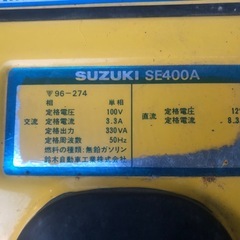 SUZUKI SE400A
〒96-274
相 単相
定格電圧 100V
交流 定格電流 3.3A
定格出力 330VA
定格周波数 50Hz
直流 定格電圧 12
定格電流 8.3
燃料の種類:無鉛ガソリン
鈴木自動車工業株式会社